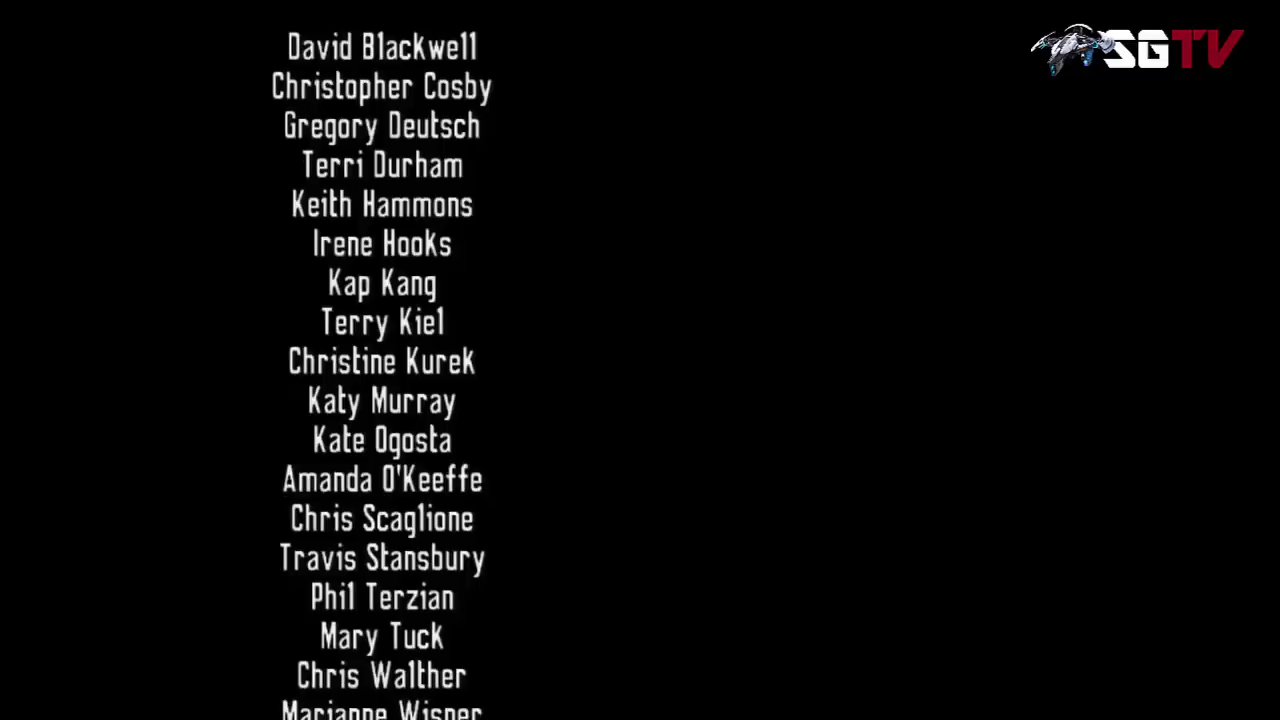 SGTV
David Blackwell
Christopher Cosby
Gregory Deutsch
Terri Durham
Keith Hammons
Irene Hooks
Kap Kang
Terry Kiel
Christine Kurek
Katy Murray
Kate Ogosta
Amanda O'Keeffe
Chris Scaglione
Travis Stansbury
Phil Terzian
Mary Tuck
Chris Walther
Marianne Wisner